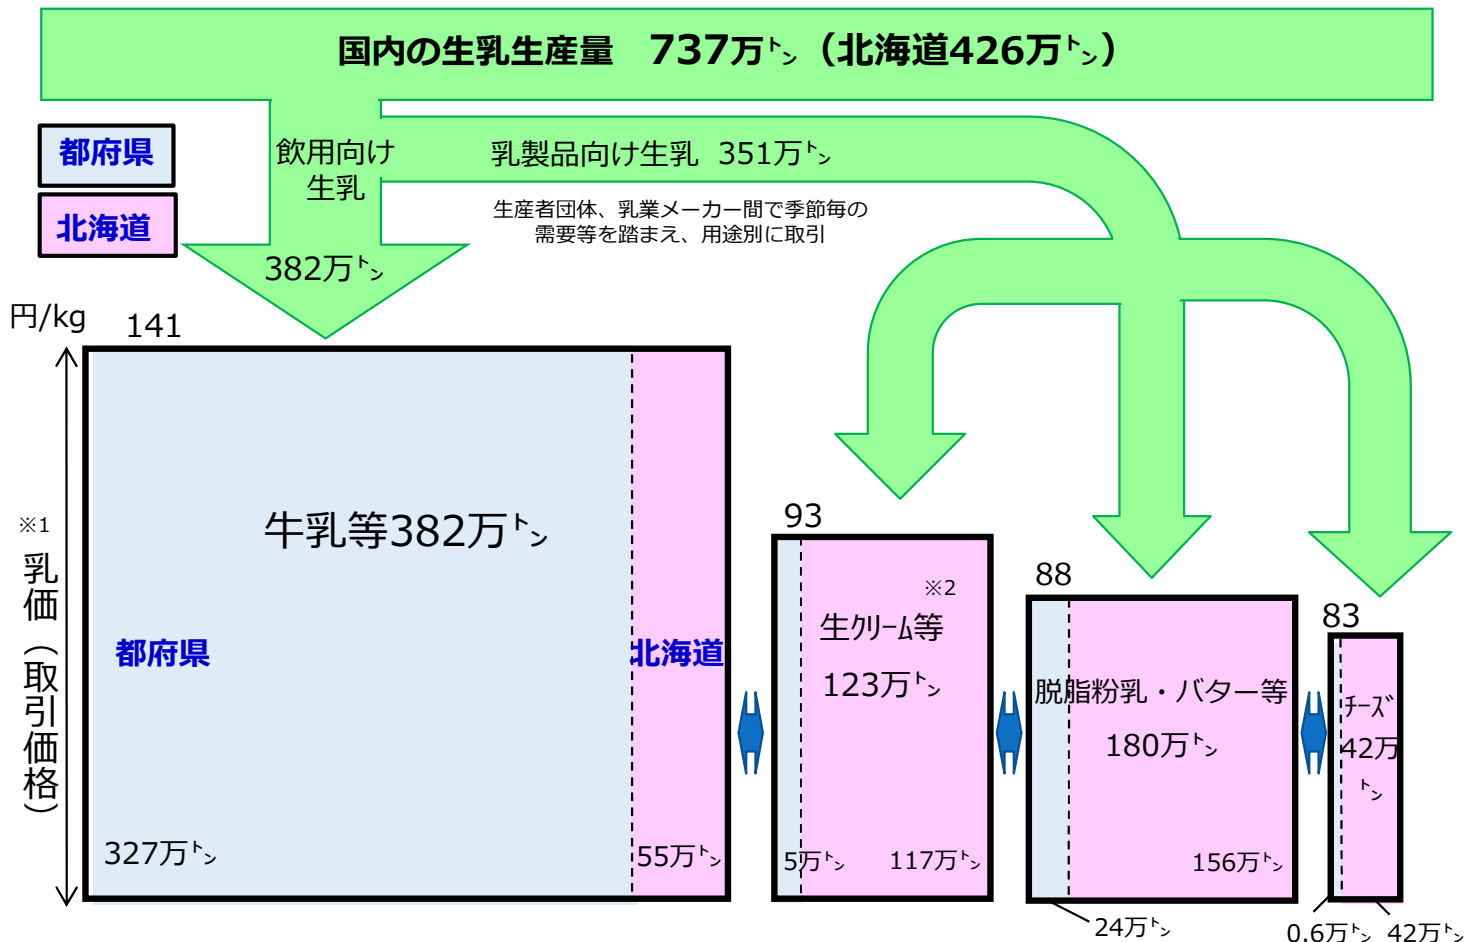 国内の生乳生産量 737万㌧（北海道426万㌧）
都府県
北海道
飲用向け
生乳
382万㌧
乳製品向け生乳 351万㌧
生産者団体、乳業メーカー間で季節毎の
需要等を踏まえ、用途別に取引
円/kg
141
※1
乳価（取引価格）
牛乳等382万㌧
都府県
北海道
327万㌧
55万㌧
93
※2
生ｸﾘｰﾑ等
123万㌧
5万㌧
117万㌧
88
脱脂粉乳・バター等
180万㌧
156万㌧
24万㌧
83
ﾁｰｽﾞ
42万
㌧
0.6万㌧
42万㌧